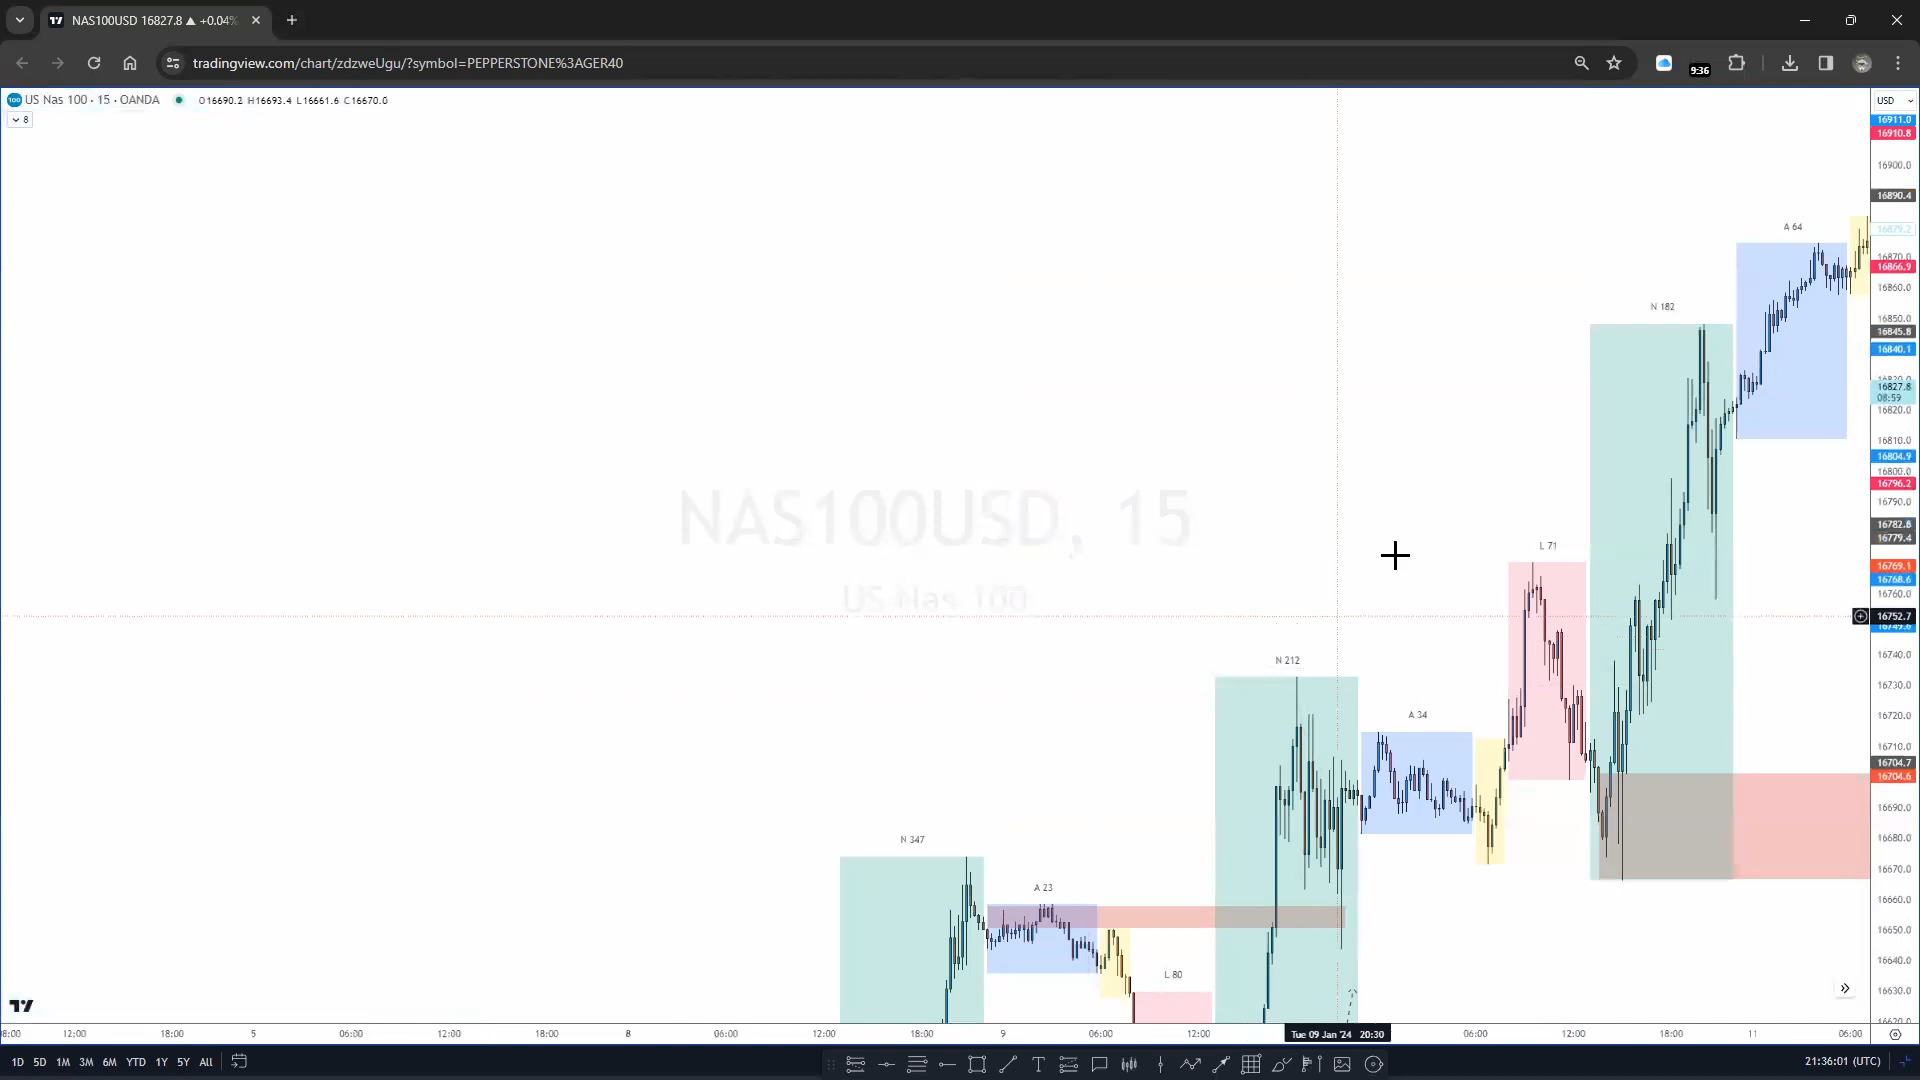 NAS100USD 16827.8 ▲ +0.04%
tradingview.com/chart/zdzweUgu/?symbol=PEPPERSTONE%3AGER40
9:36
US Nas 100 · 15 · OANDA O16690.2 H16693.4 L16661.6 C16670.0
8
USD
16911.0
16910.8
16900.0
16890.4
16879.2
16870.0
16866.9
16860.0
16850.0
16845.8
16840.1
16827.8
08:59
16820.0
16810.0
16804.9
16800.0
16796.2
16790.0
16782.8
16779.4
16769.1
16768.6
16760.0
16752.7
16740.0
16730.0
16720.0
16710.0
16704.7
16704.6
16690.0
16680.0
16670.0
16660.0
16650.0
16640.0
16630.0
A 64
N 182
NAS100USD, 15
US Nas 100
L 71
N 212
A 34
N 347
A 23
L 80
12:00 18:00 5 06:00 12:00 18:00 8 06:00 12:00 18:00 9 06:00 12:00 Tue 09 Jan '24 20:30 06:00 12:00 18:00 11 06:00
1D 5D 1M 3M 6M YTD 1Y 5Y All
21:36:01 (UTC)